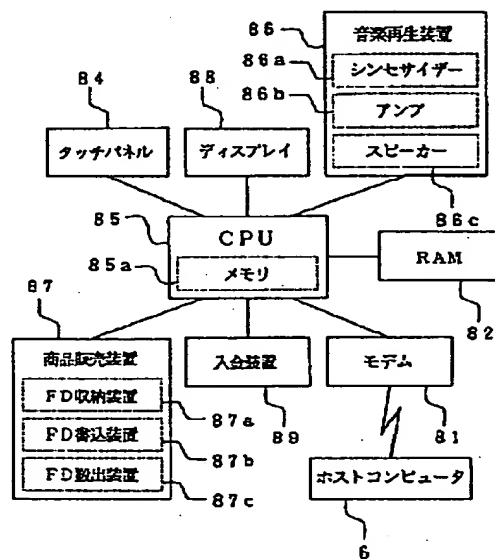 86
音楽再生装置
86a
シンセサイザー
86b
アンプ
スピーカー
86c
84
タッチパネル
88
ディスプレイ
85
CPU
85a
メモリ
RAM
82
87
商品販売装置
FD収納装置
87a
FD書込装置
87b
FD搬出装置
87c
入会装置
89
モデム
81
ホストコンピュータ
6